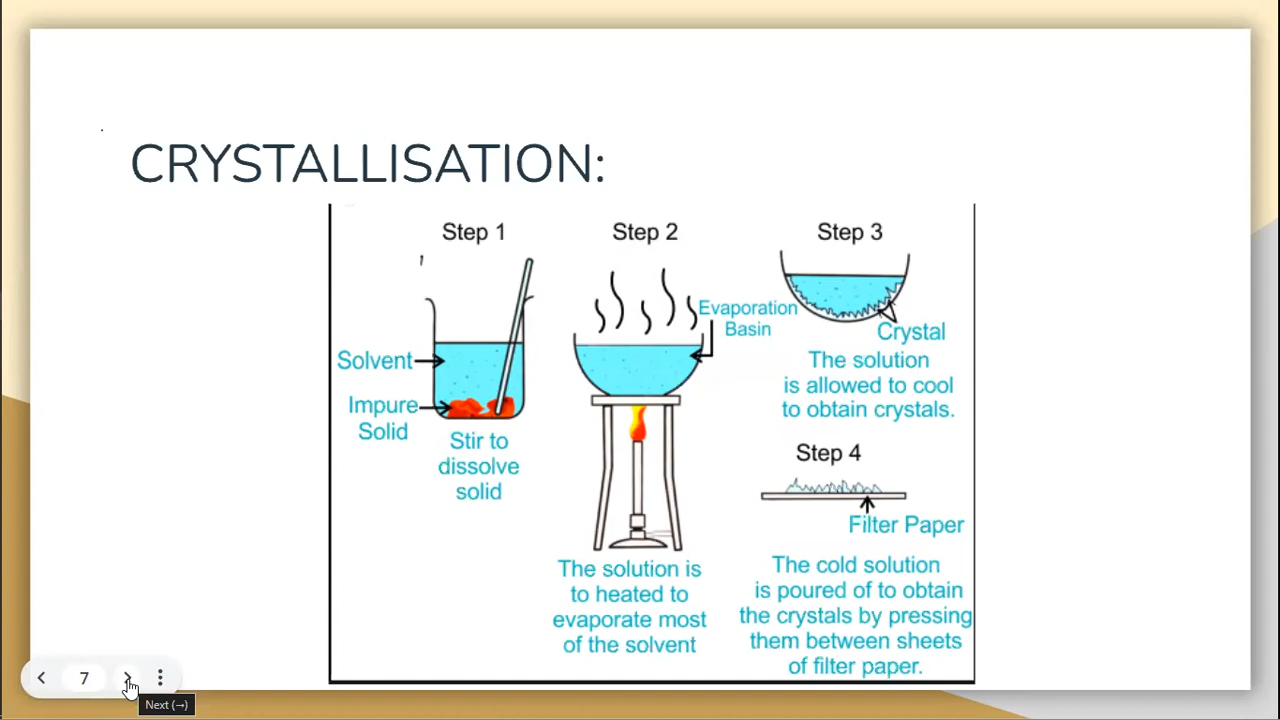 CRYSTALLISATION:
Step 1
Solvent
Impure
Solid
Stir to
dissolve
solid
Step 2
Evaporation
Basin
The solution is
to heated to
evaporate most
of the solvent
Step 3
Crystal
The solution
is allowed to cool
to obtain crystals.
Step 4
Filter Paper
The cold solution
is poured of to obtain
the crystals by pressing
them between sheets
of filter paper.
7
Next (→)